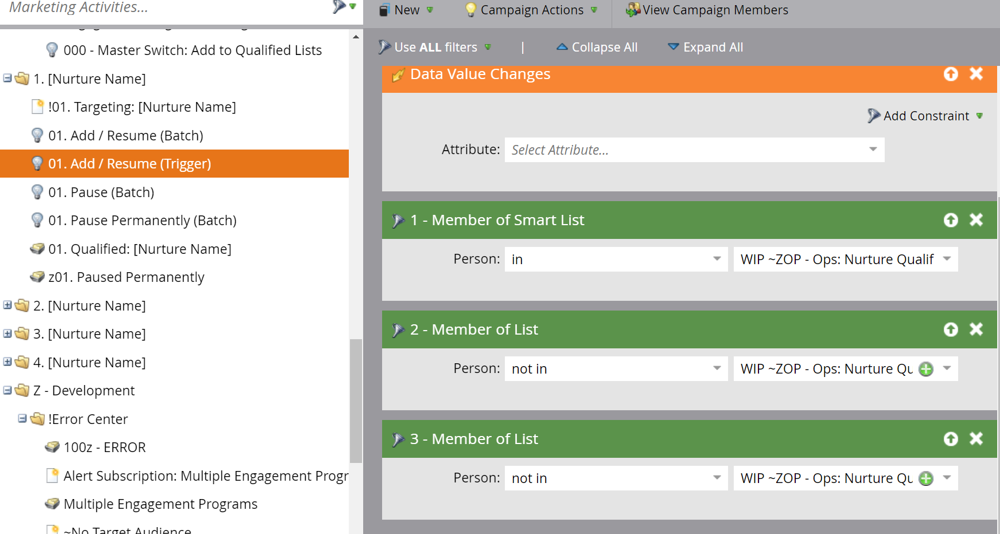 Marketing Activities...
000 - Master Switch: Add to Qualified Lists
1. [Nurture Name]
!01. Targeting: [Nurture Name]
01. Add / Resume (Batch)
01. Add / Resume (Trigger)
01. Pause (Batch)
01. Pause Permanently (Batch)
01. Qualified: [Nurture Name]
z01. Paused Permanently
2. [Nurture Name]
3. [Nurture Name]
4. [Nurture Name]
Z - Development
!Error Center
100z - ERROR
Alert Subscription: Multiple Engagement Progr
Multiple Engagement Programs
~No Target Audience
New
Campaign Actions
View Campaign Members
Use ALL filters
|
Collapse All
Expand All
Data Value Changes
Add Constraint
Attribute:
Select Attribute...
1 - Member of Smart List
Person:
in
WIP ~ZOP - Ops: Nurture Qualif
2 - Member of List
Person:
not in
WIP ~ZOP - Ops: Nurture Qu
3 - Member of List
Person:
not in
WIP ~ZOP - Ops: Nurture Qu